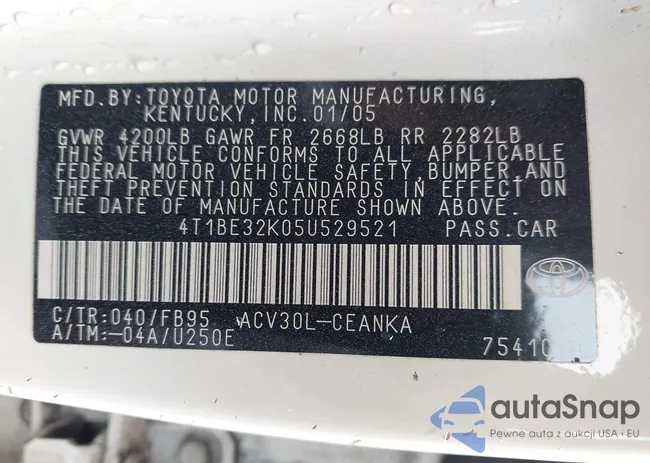 MFD.BY:TOYOTA MOTOR MANUFACTURING,
KENTUCKY,INC.01/05
GVWR 4200LB GAWR FR 2668LB RR 2282LB
THIS VEHICLE CONFORMS TO ALL APPLICABLE
FEDERAL MOTOR VEHICLE SAFETY,BUMPER,AND
THEFT PREVENTION STANDARDS IN EFFECT ON
THE DATE OF MANUFACTURE SHOWN ABOVE.
4T1BE32K05U529521 PASS.CAR
C/TR:040/FB95 ACV30L-CEANKA
A/TM:-04A/U250E 75410
autoSnap
Pewne auta z aukcji USA • EU